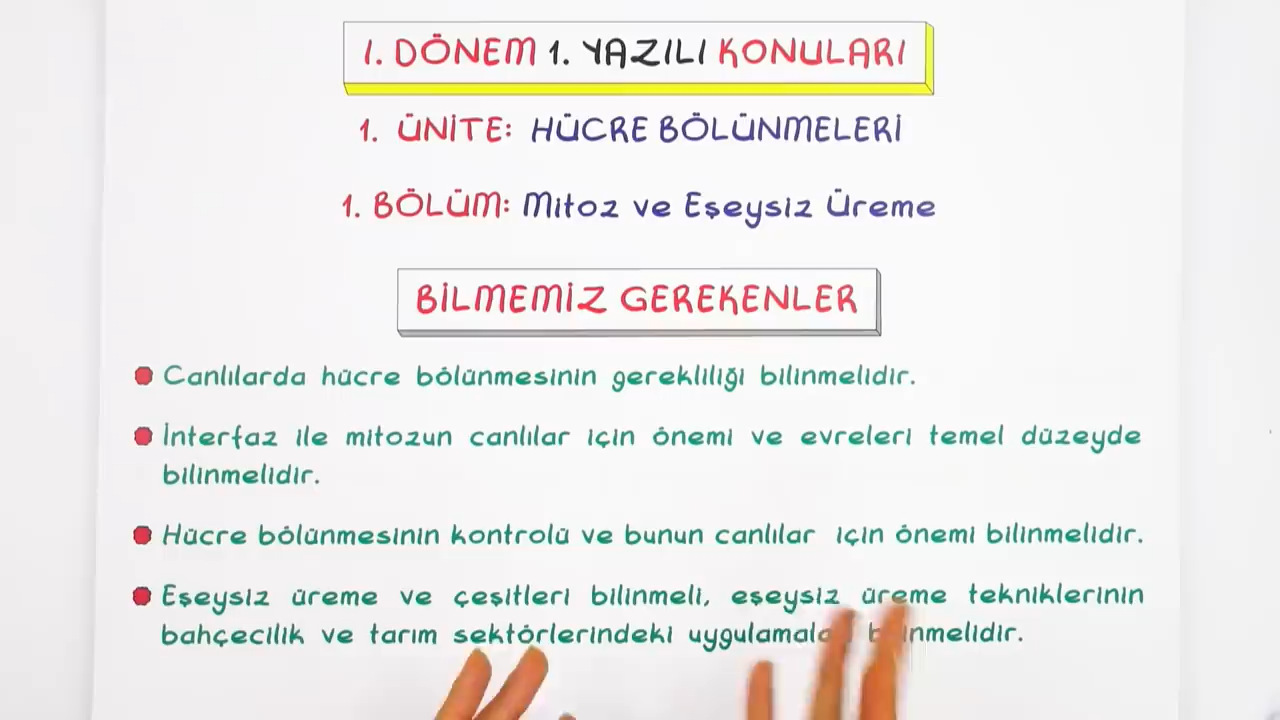 I. DÖNEM 1. YAZILI KONULARI
1. ÜNİTE: HÜCRE BÖLÜNMELERİ
1. BÖLÜM: Mitoz ve Eşeysiz Üreme
BİLMEMİZ GEREKENLER
Canlılarda hücre bölünmesinin gerekliliği bilinmelidir.
İnterfaz ile mitozun canlılar için önemi ve evreleri temel düzeyde
bilinmelidir.
Hücre bölünmesinin kontrolü ve bunun canlılar için önemi bilinmelidir.
Eşeysiz üreme ve çeşitleri bilinmeli, eşeysiz üreme tekniklerinin
bahçecilik ve tarım sektörlerindeki